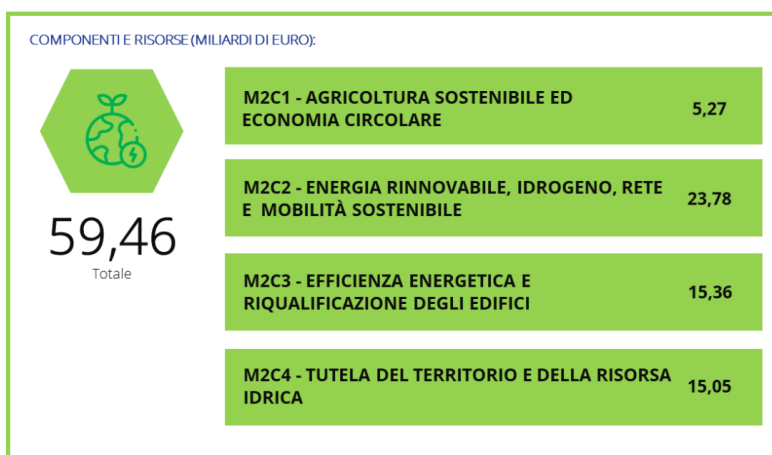 COMPONENTI E RISORSE (MILIARDI DI EURO):
59,46
Totale
M2C1 - AGRICOLTURA SOSTENIBILE ED
ECONOMIA CIRCOLARE
5,27
M2C2 - ENERGIA RINNOVABILE, IDROGENO, RETE
E MOBILITÀ SOSTENIBILE
23,78
M2C3 - EFFICIENZA ENERGETICA E
RIQUALIFICAZIONE DEGLI EDIFICI
15,36
M2C4 - TUTELA DEL TERRITORIO E DELLA RISORSA
IDRICA
15,05